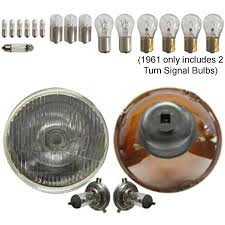 (1961 only includes 2
Turn Signal Bulbs)